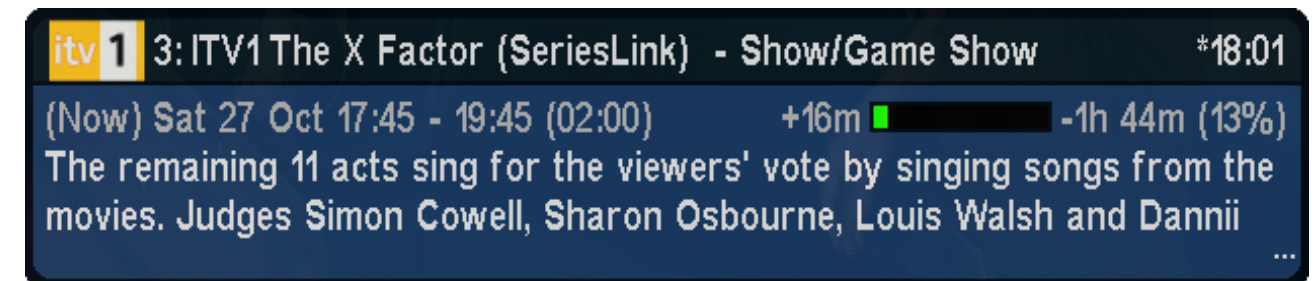 itv 1 3: ITV1 The X Factor (SeriesLink) - Show/Game Show *18:01
(Now) Sat 27 Oct 17:45 - 19:45 (02:00) +16m -1h 44m (13%)
The remaining 11 acts sing for the viewers' vote by singing songs from the
movies. Judges Simon Cowell, Sharon Osbourne, Louis Walsh and Dannii
...